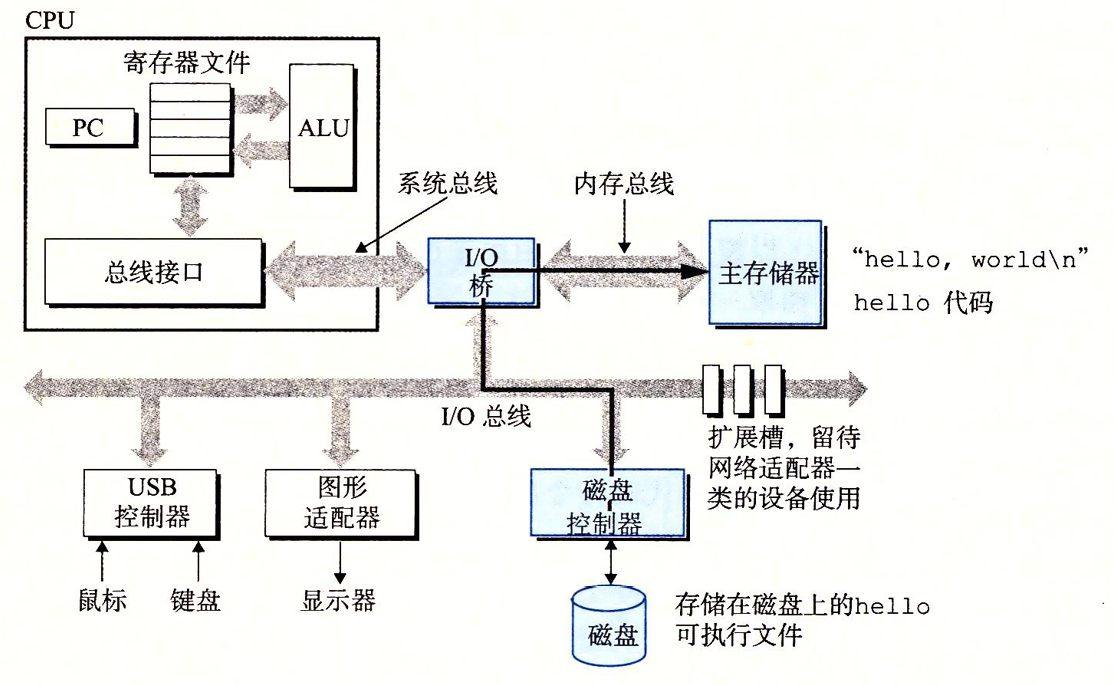 CPU
寄存器文件
PC
ALU
系统总线
内存总线
总线接口
I/O
桥
主存储器
“hello, world\n”
hello 代码
I/O 总线
扩展槽，留待
网络适配器一
类的设备使用
USB
控制器
图形
适配器
磁盘
控制器
鼠标
键盘
显示器
磁盘
存储在磁盘上的hello
可执行文件